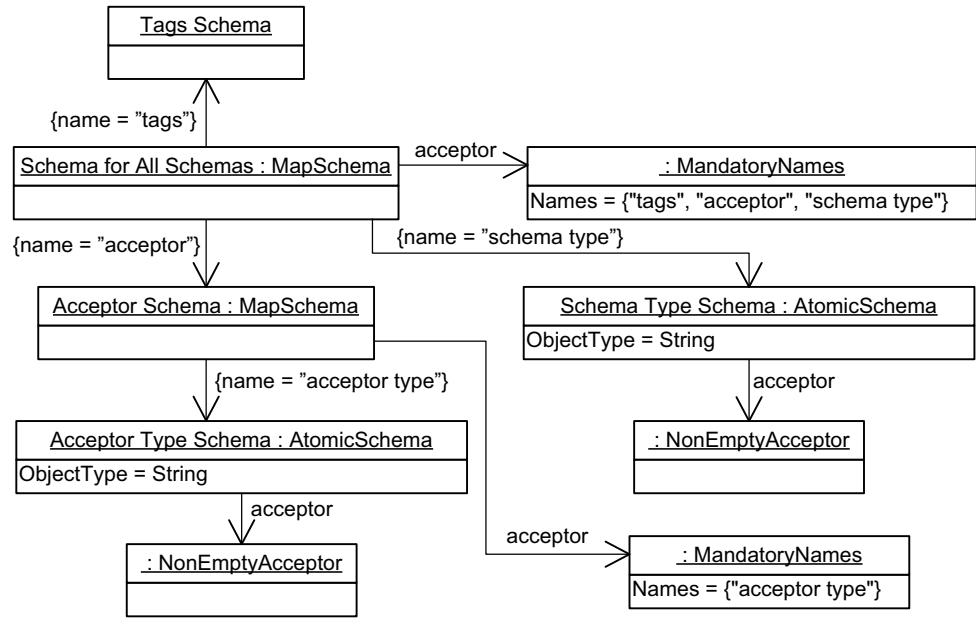 Tags Schema
{name = ”tags”}
Schema for All Schemas : MapSchema
acceptor
: MandatoryNames
Names = {"tags", "acceptor", "schema type"}
{name = ”acceptor”}
{name = ”schema type”}
Acceptor Schema : MapSchema
Schema Type Schema : AtomicSchema
ObjectType = String
{name = ”acceptor type”}
acceptor
Acceptor Type Schema : AtomicSchema
ObjectType = String
: NonEmptyAcceptor
acceptor
acceptor
: NonEmptyAcceptor
: MandatoryNames
Names = {"acceptor type"}